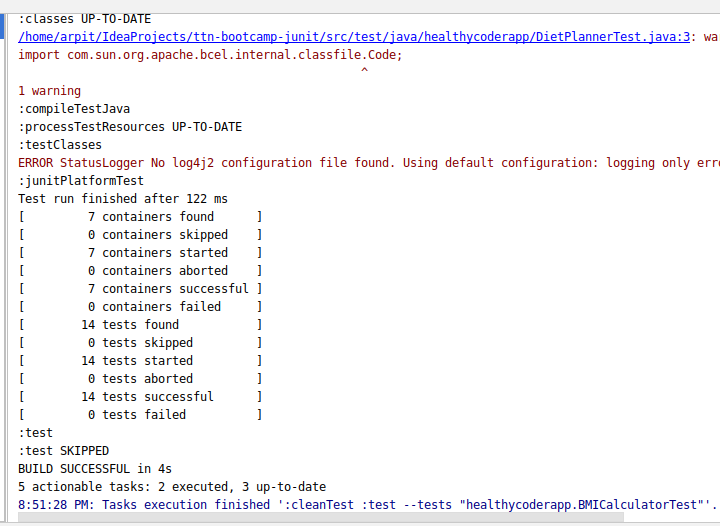 :classes UP-TO-DATE
/home/arpit/IdeaProjects/ttn-bootcamp-junit/src/test/java/healthycoderapp/DietPlannerTest.java:3: wa
import com.sun.org.apache.bcel.internal.classfile.Code;
^
1 warning
:compileTestJava
:processTestResources UP-TO-DATE
:testClasses
ERROR StatusLogger No log4j2 configuration file found. Using default configuration: logging only erro
:junitPlatformTest
Test run finished after 122 ms
[         7 containers found      ]
[         0 containers skipped    ]
[         7 containers started    ]
[         0 containers aborted    ]
[         7 containers successful ]
[         0 containers failed     ]
[        14 tests found           ]
[         0 tests skipped         ]
[        14 tests started         ]
[         0 tests aborted         ]
[        14 tests successful      ]
[         0 tests failed          ]
:test
:test SKIPPED
BUILD SUCCESSFUL in 4s
5 actionable tasks: 2 executed, 3 up-to-date
8:51:28 PM: Tasks execution finished ':cleanTest :test --tests "healthycoderapp.BMICalculatorTest"'.